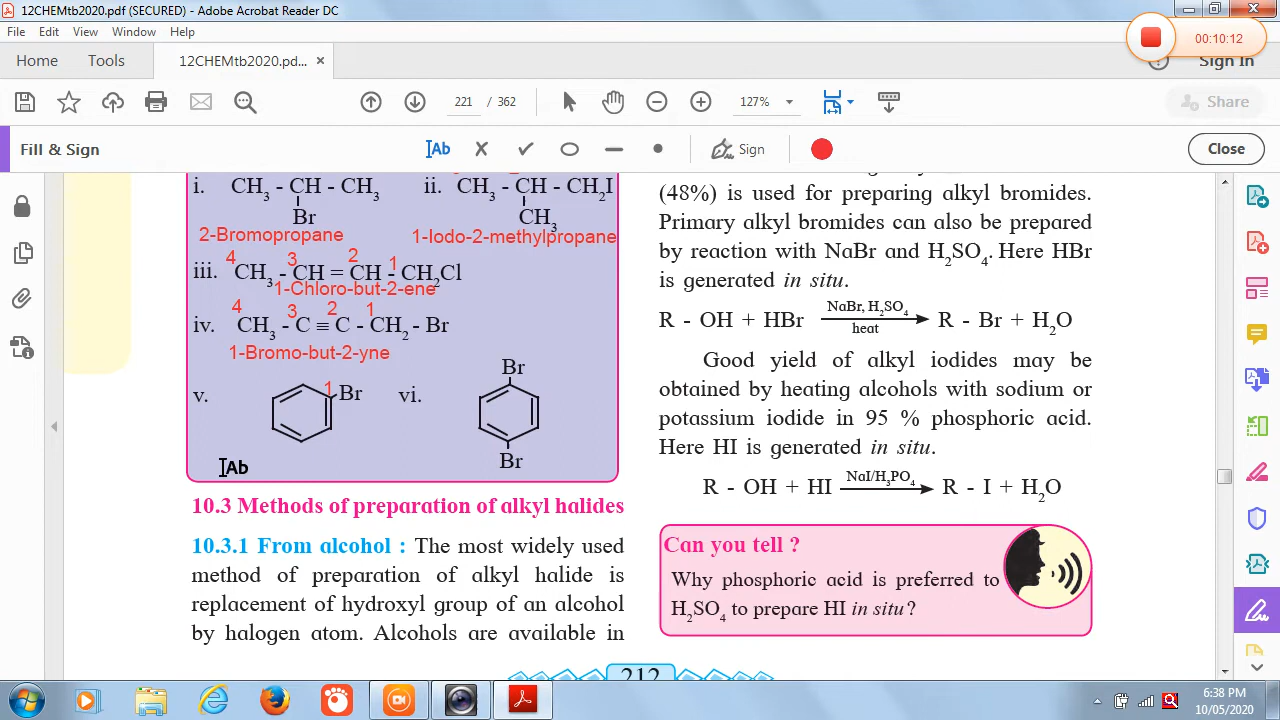 12CHEMtb2020.pdf (SECURED) - Adobe Acrobat Reader DC
File Edit View Window Help
00:10:12
Home Tools 12CHEMtb2020.pd... × Sign In
221 / 362 127% Share
Fill & Sign Ab Sign Close
i. CH₃ - CH - CH₃ ii. CH₃ - CH - CH₂I
Br CH₃
2-Bromopropane 1-Iodo-2-methylpropane
4 3 2 1
iii. CH₃ - CH = CH - CH₂Cl
1-Chloro-but-2-ene
4 3 2 1
iv. CH₃ - C ≡ C - CH₂ - Br
1-Bromo-but-2-yne
v. 1 Br vi. Br
Br
Ab
10.3 Methods of preparation of alkyl halides
10.3.1 From alcohol : The most widely used
method of preparation of alkyl halide is
replacement of hydroxyl group of an alcohol
by halogen atom. Alcohols are available in
(48%) is used for preparing alkyl bromides.
Primary alkyl bromides can also be prepared
by reaction with NaBr and H₂SO₄. Here HBr
is generated in situ.
R - OH + HBr NaBr, H₂SO₄ heat R - Br + H₂O
Good yield of alkyl iodides may be
obtained by heating alcohols with sodium or
potassium iodide in 95 % phosphoric acid.
Here HI is generated in situ.
R - OH + HI NaI/H₃PO₄ R - I + H₂O
Can you tell ?
Why phosphoric acid is preferred to
H₂SO₄ to prepare HI in situ?
212
6:38 PM
10/05/2020